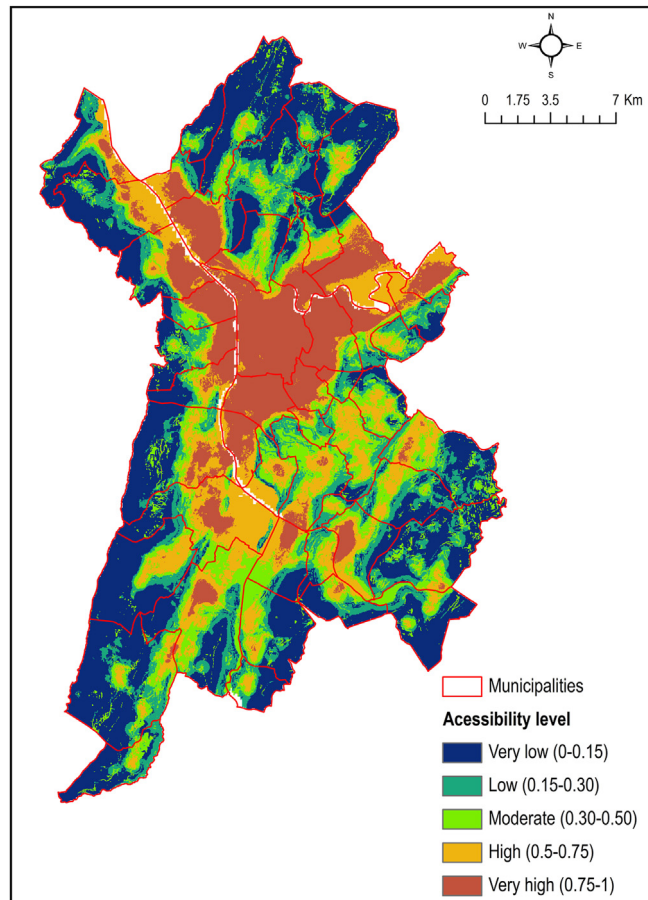 N
W E
S
0 1.75 3.5 7 Km
Municipalities
Acessibility level
Very low (0-0.15)
Low (0.15-0.30)
Moderate (0.30-0.50)
High (0.5-0.75)
Very high (0.75-1)